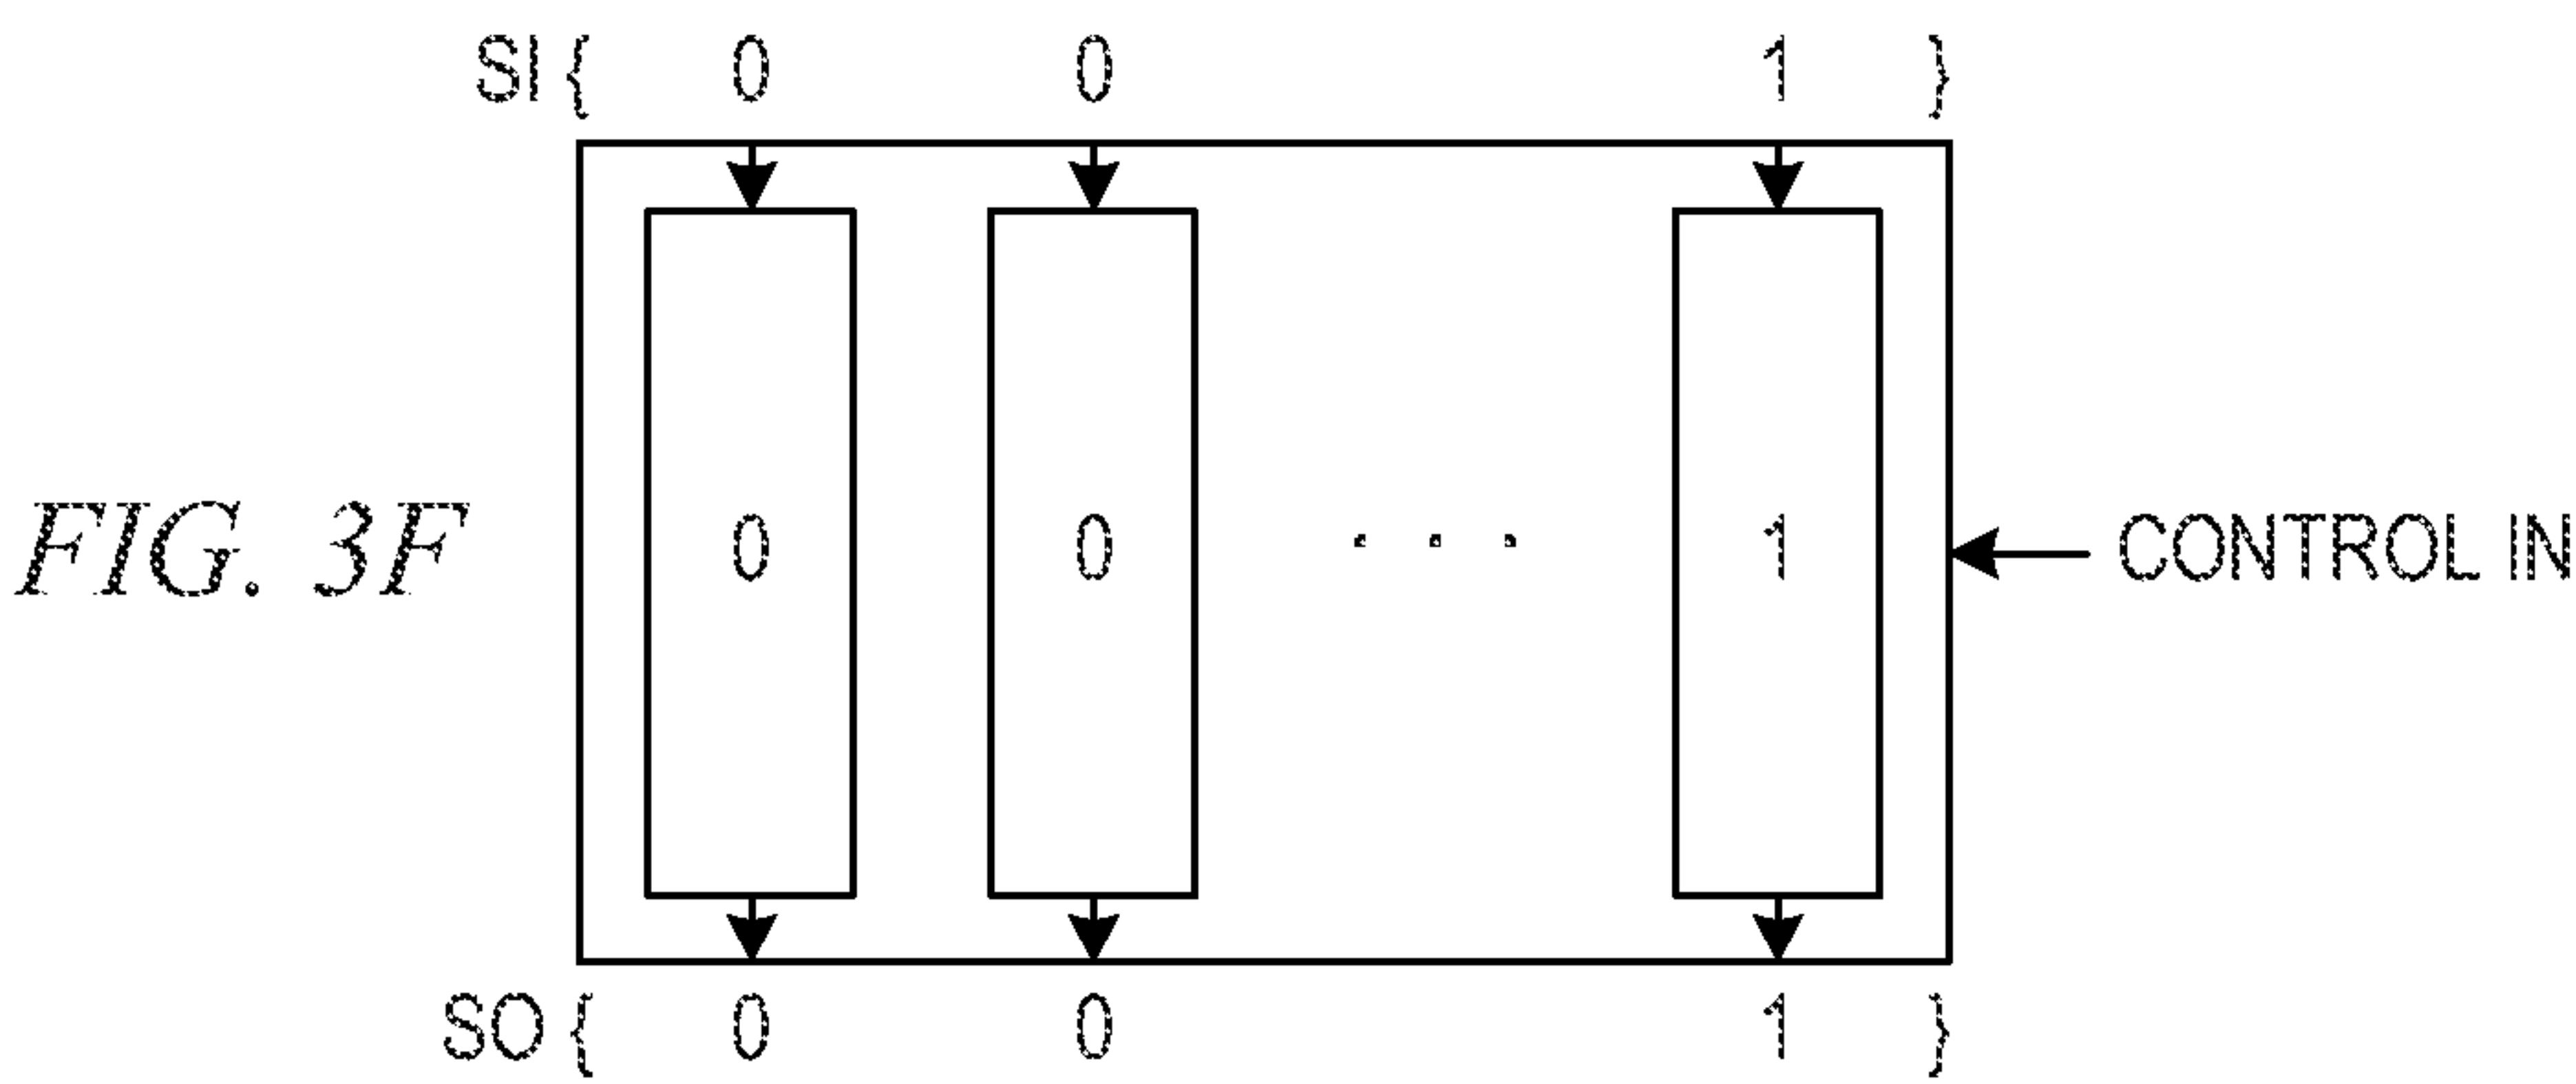 SI { 0 0 1 }
FIG. 3F 0 0 . . . 1 CONTROL IN
SO { 0 0 1 }